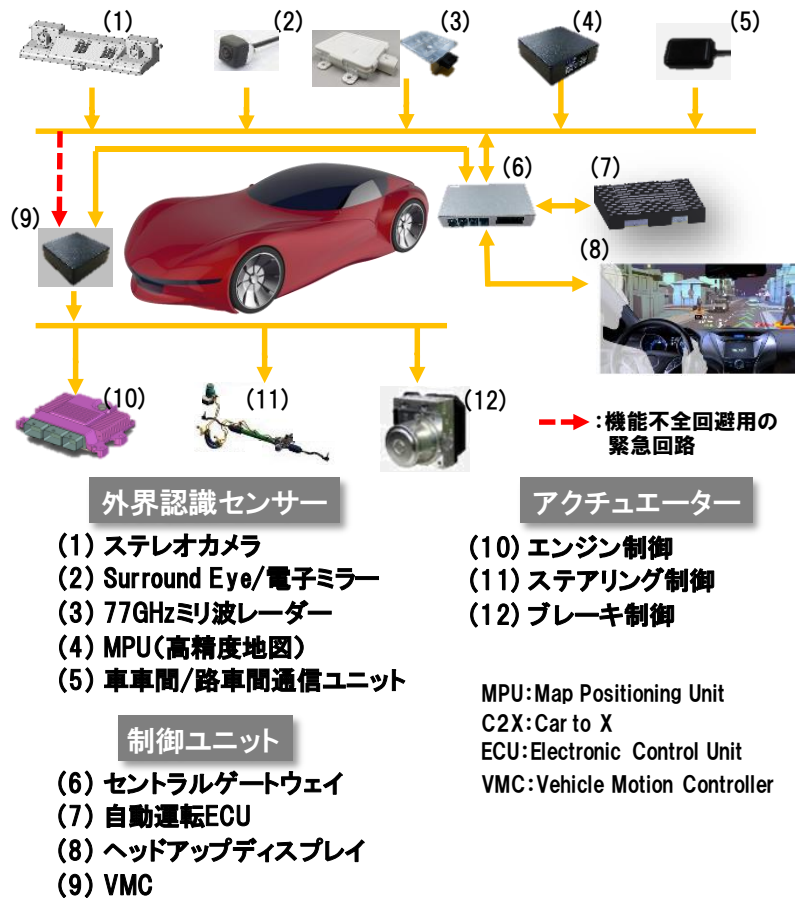 (1)
(2)
(3)
(4)
(5)
(6)
(7)
(8)
(9)
(10)
(11)
(12)
:機能不全回避用の
緊急回路
外界認識センサー
(1) ステレオカメラ
(2) Surround Eye/電子ミラー
(3) 77GHzミリ波レーダー
(4) MPU(高精度地図)
(5) 車車間/路車間通信ユニット
制御ユニット
(6) セントラルゲートウェイ
(7) 自動運転ECU
(8) ヘッドアップディスプレイ
(9) VMC
アクチュエーター
(10) エンジン制御
(11) ステアリング制御
(12) ブレーキ制御
MPU:Map Positioning Unit
C2X:Car to X
ECU:Electronic Control Unit
VMC:Vehicle Motion Controller